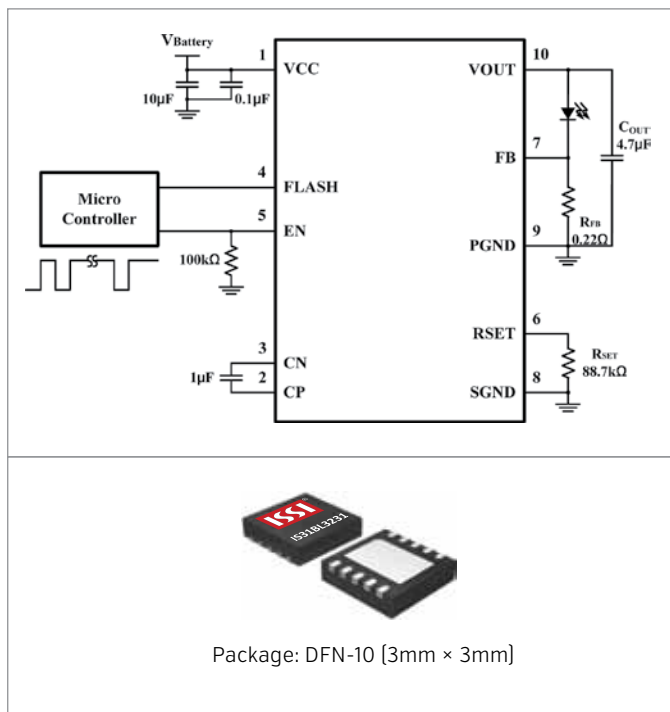 VBattery
1
VCC
10µF
0.1µF
10
VOUT
7
FB
COUT
4.7µF
RFB
0.22Ω
9
PGND
Micro
Controller
4
FLASH
5
EN
100kΩ
6
RSET
RSET
88.7kΩ
8
SGND
3
CN
1µF
2
CP
ISSI
IS31BL3231
Package: DFN-10 (3mm × 3mm)